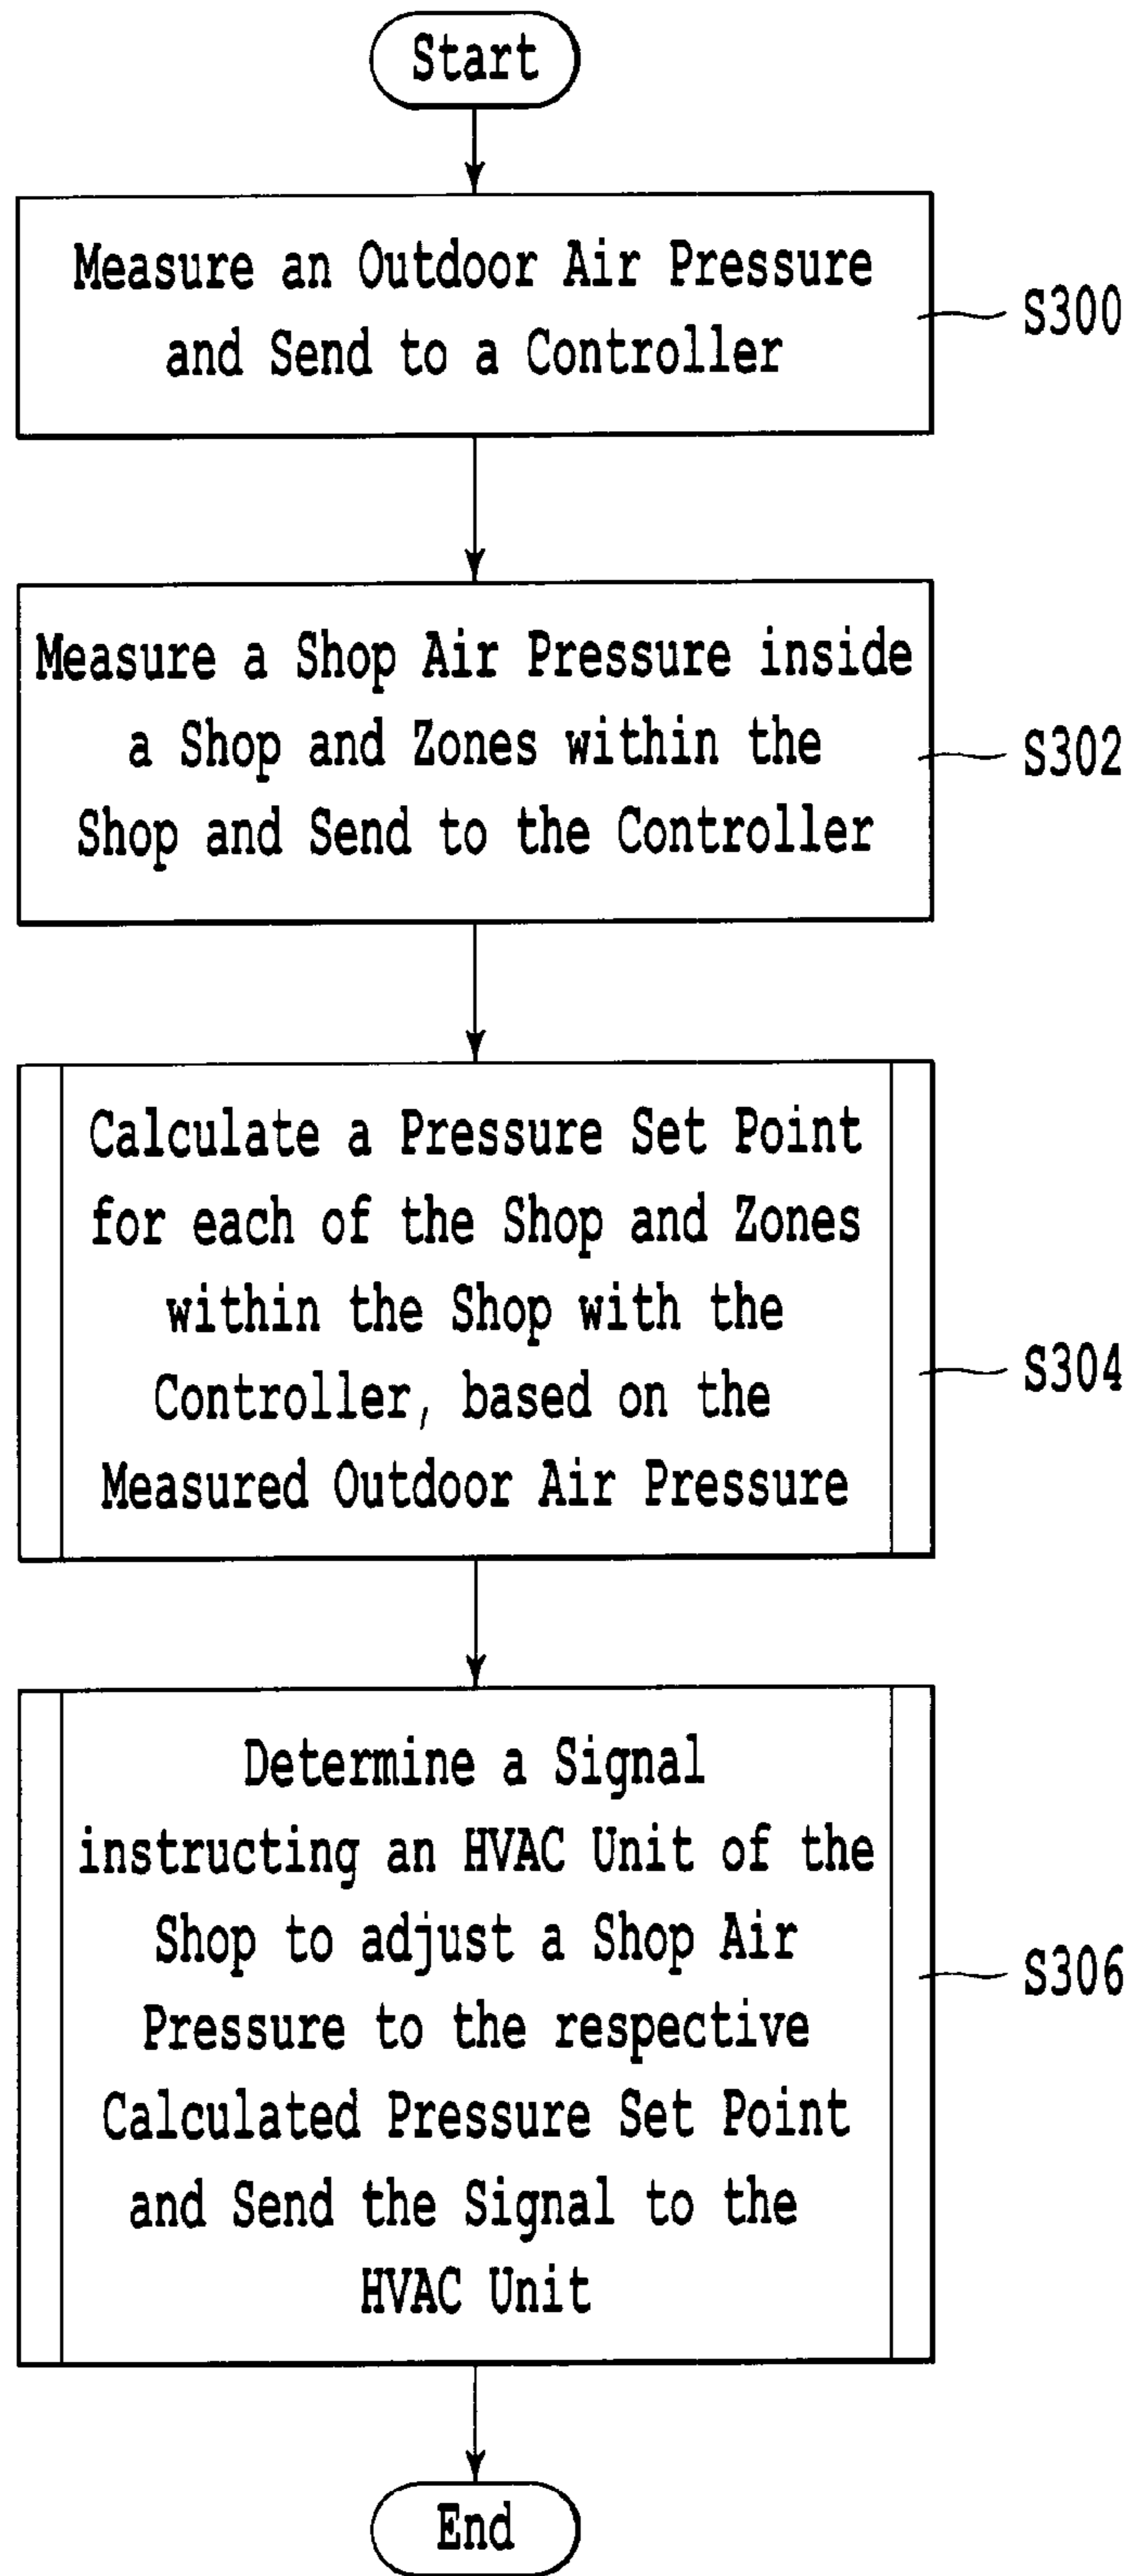 Start
Measure an Outdoor Air Pressure
and Send to a Controller
S300
Measure a Shop Air Pressure inside
a Shop and Zones within the
Shop and Send to the Controller
S302
Calculate a Pressure Set Point
for each of the Shop and Zones
within the Shop with the
Controller, based on the
Measured Outdoor Air Pressure
S304
Determine a Signal
instructing an HVAC Unit of the
Shop to adjust a Shop Air
Pressure to the respective
Calculated Pressure Set Point
and Send the Signal to the
HVAC Unit
S306
End